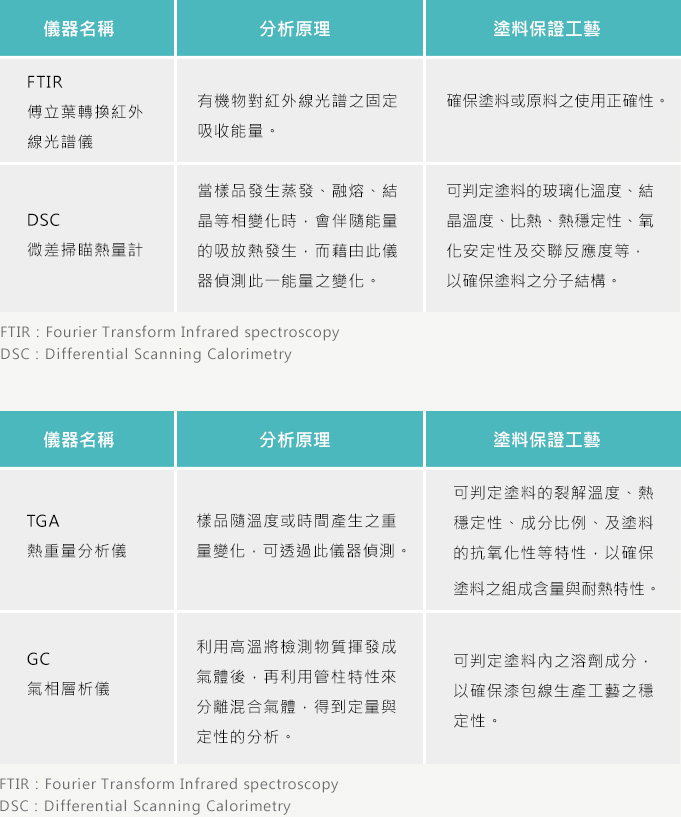 儀器名稱
分析原理
塗料保證工藝
FTIR
傅立葉轉換紅外
線光譜儀
有機物對紅外線光譜之固定
吸收能量。
確保塗料或原料之使用正確性。
DSC
微差掃瞄熱量計
當樣品發生蒸發、融熔、結
晶等相變化時，會伴隨能量
的吸放熱發生，而藉由此儀
器偵測此一能量之變化。
可判定塗料的玻璃化溫度、結
晶溫度、比熱、熱穩定性、氧
化安定性及交聯反應度等，
以確保塗料之分子結構。
FTIR : Fourier Transform Infrared spectroscopy
DSC : Differential Scanning Calorimetry
儀器名稱
分析原理
塗料保證工藝
TGA
熱重量分析儀
樣品隨溫度或時間產生之重
量變化，可透過此儀器偵測。
可判定塗料的裂解溫度、熱
穩定性、成分比例、及塗料
的抗氧化性等特性，以確保
塗料之組成含量與耐熱特性。
GC
氣相層析儀
利用高溫將檢測物質揮發成
氣體後，再利用管柱特性來
分離混合氣體，得到定量與
定性的分析。
可判定塗料內之溶劑成分，
以確保漆包線生產工藝之穩
定性。
FTIR : Fourier Transform Infrared spectroscopy
DSC : Differential Scanning Calorimetry